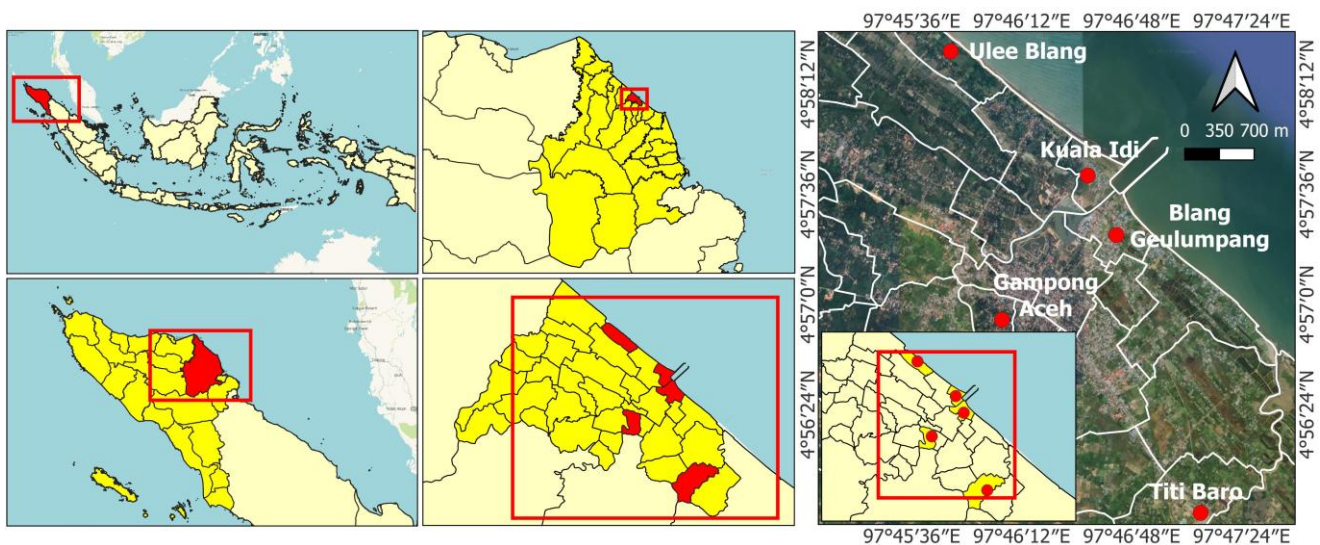 97°45′36″E 97°46′12″E 97°46′48″E 97°47′24″E
4°58′12″N
4°57′36″N
4°57′0″N
4°56′24″N
Ulee Blang
0 350 700 m
Kuala Idi
Blang
Geulumpang
Gampong
Aceh
Titi Baro
4°58′12″N
4°57′36″N
4°57′0″N
4°56′24″N
97°45′36″E 97°46′12″E 97°46′48″E 97°47′24″E